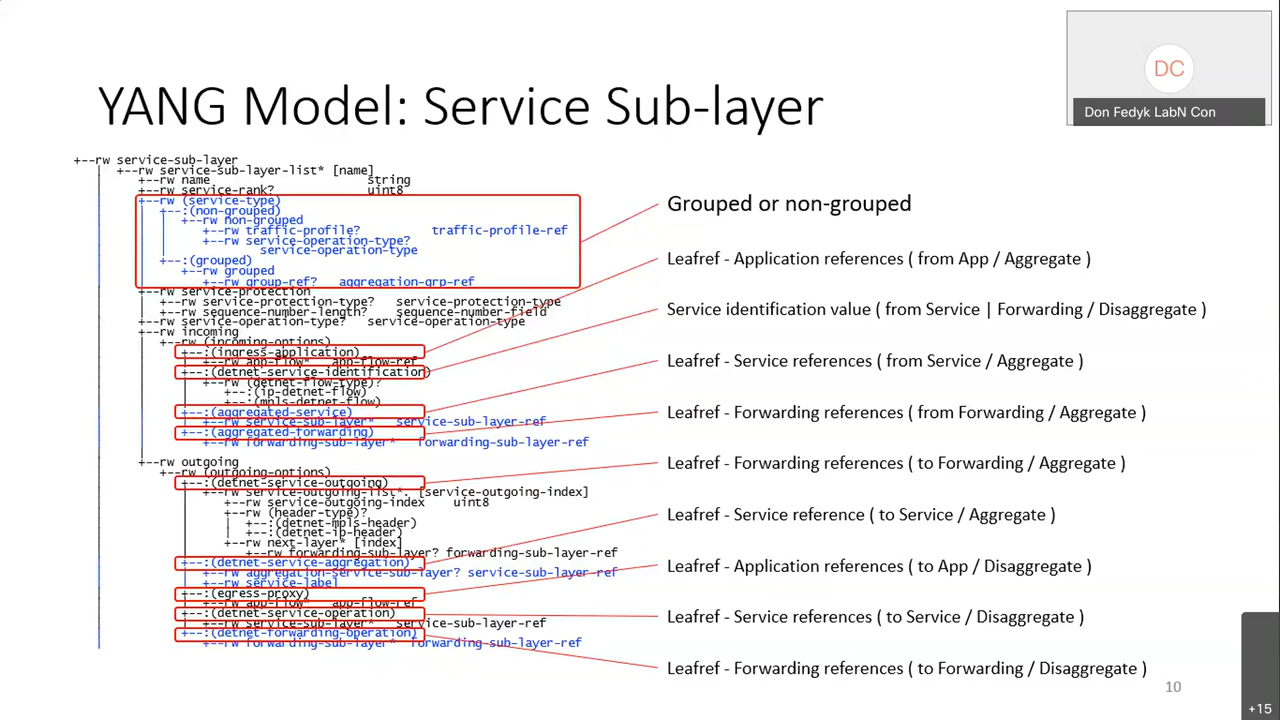 DC
Don Fedyk LabN Con
YANG Model: Service Sub-layer
+--rw service-sub-layer
| +--rw service-sub-layer-list* [name]
| +--rw name string
| +--rw service-rank? uint8
| +--rw (service-type)
| | +--:(non-grouped)
| | | +--rw non-grouped
| | | +--rw traffic-profile? traffic-profile-ref
| | | +--rw service-operation-type?
| | | service-operation-type
| | +--:(grouped)
| | +--rw grouped
| | +--rw group-ref? aggregation-grp-ref
| +--rw service-protection
| | +--rw service-protection-type? service-protection-type
| | +--rw sequence-number-length? sequence-number-field
| +--rw service-operation-type? service-operation-type
| +--rw incoming
| | +--rw (incoming-options)
| | +--:(ingress-application)
| | | +--rw app-flow* app-flow-ref
| | +--:(detnet-service-identification)
| | | +--rw (detnet-flow-type)?
| | | +--:(ip-detnet-flow)
| | | +--:(mpls-detnet-flow)
| | +--:(aggregated-service)
| | | +--rw service-sub-layer* service-sub-layer-ref
| | +--:(aggregated-forwarding)
| | +--rw forwarding-sub-layer* forwarding-sub-layer-ref
| +--rw outgoing
| +--rw (outgoing-options)
| +--:(detnet-service-outgoing)
| | +--rw service-outgoing-list* [service-outgoing-index]
| | +--rw service-outgoing-index uint8
| | +--rw (header-type)?
| | | +--:(detnet-mpls-header)
| | | +--:(detnet-ip-header)
| | +--rw next-layer* [index]
| | +--rw forwarding-sub-layer? forwarding-sub-layer-ref
| +--:(detnet-service-aggregation)
| | +--rw aggregation-service-sub-layer? service-sub-layer-ref
| | +--rw service-label
| +--:(egress-proxy)
| | +--rw app-flow* app-flow-ref
| +--:(detnet-service-operation)
| | +--rw service-sub-layer* service-sub-layer-ref
| +--:(detnet-forwarding-operation)
| +--rw forwarding-sub-layer* forwarding-sub-layer-ref
Grouped or non-grouped
Leafref - Application references ( from App / Aggregate )
Service identification value ( from Service | Forwarding / Disaggregate )
Leafref - Service references ( from Service / Aggregate )
Leafref - Forwarding references ( from Forwarding / Aggregate )
Leafref - Forwarding references ( to Forwarding / Aggregate )
Leafref - Service reference ( to Service / Aggregate )
Leafref - Application references ( to App / Disaggregate )
Leafref - Service references ( to Service / Disaggregate )
Leafref - Forwarding references ( to Forwarding / Disaggregate )
10
+15